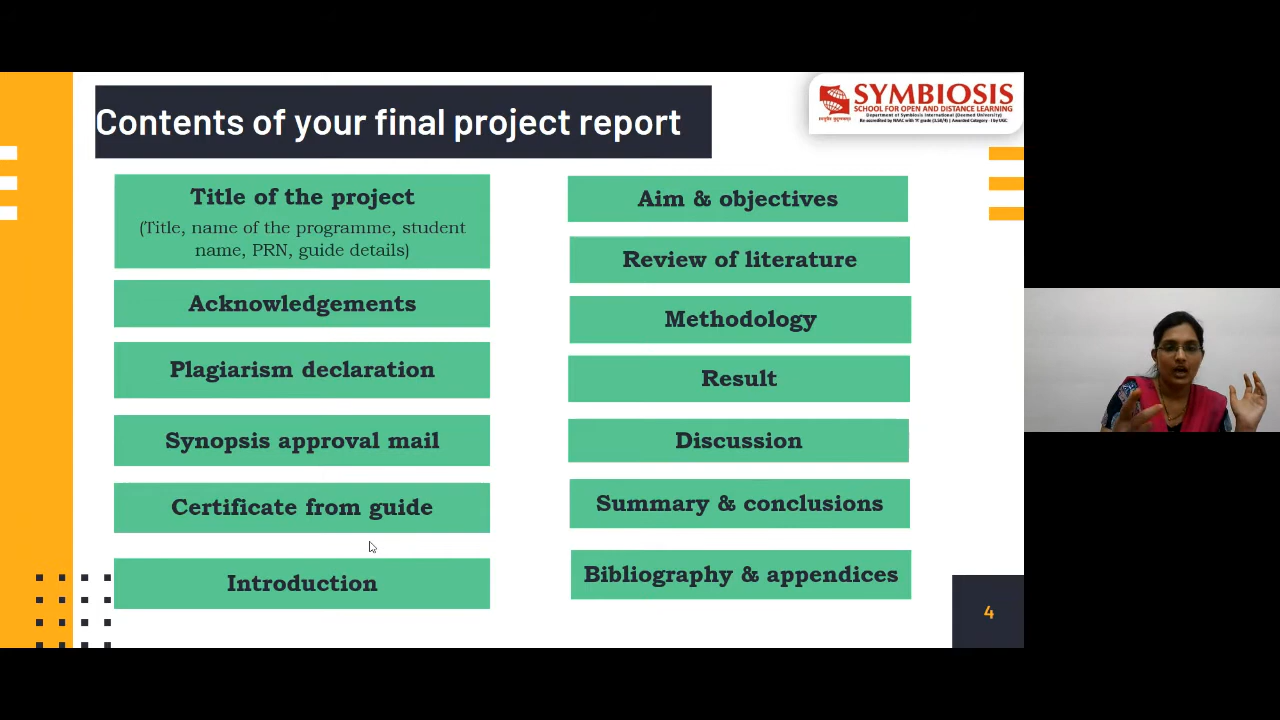 Contents of your final project report
SYMBIOSIS
SCHOOL FOR OPEN AND DISTANCE LEARNING
Title of the project
(Title, name of the programme, student
name, PRN, guide details)
Acknowledgements
Plagiarism declaration
Synopsis approval mail
Certificate from guide
Introduction
Aim & objectives
Review of literature
Methodology
Result
Discussion
Summary & conclusions
Bibliography & appendices
4